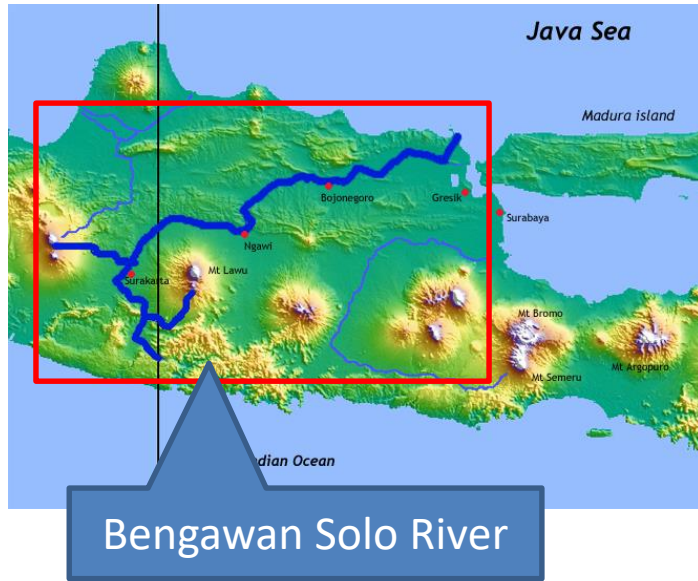 Java Sea
Madura island
Bojonegoro
Gresik
Surabaya
Ngawi
Surakarta
Mt Lawu
Mt Bromo
Mt Argopuro
Mt Semeru
dian Ocean
Bengawan Solo River